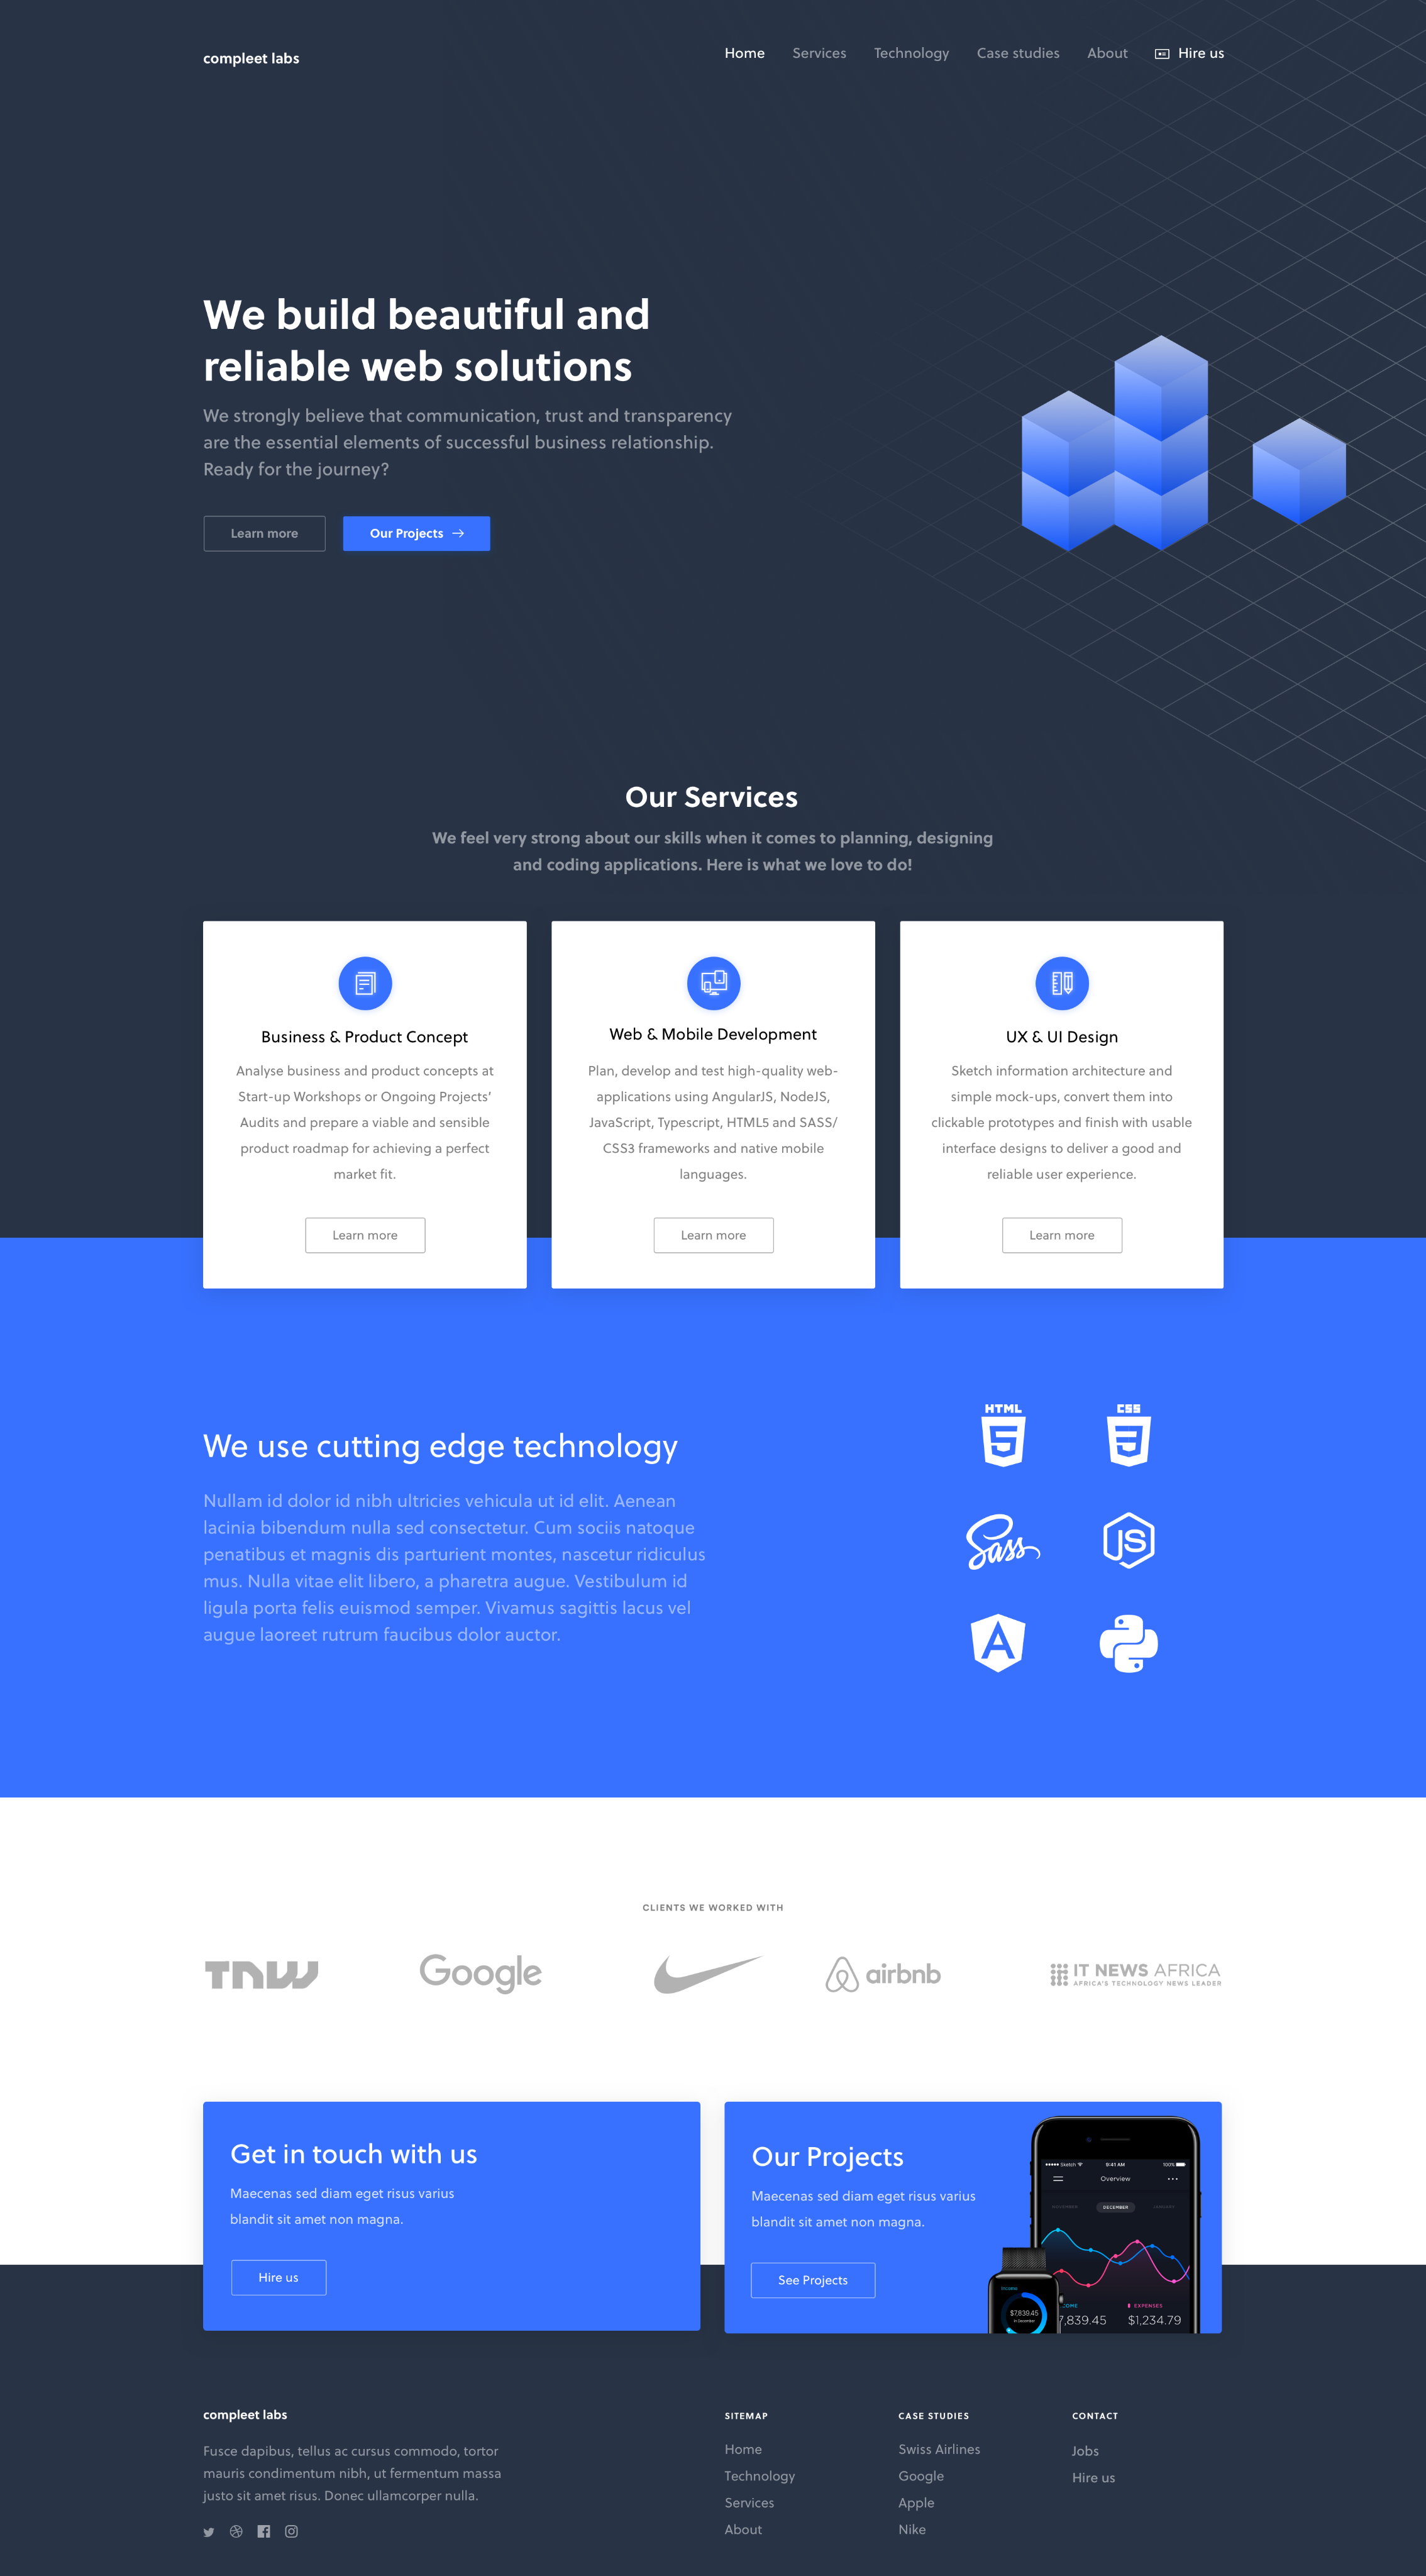 compleet labs
Home Services Technology Case studies About Hire us
We build beautiful and
reliable web solutions
We strongly believe that communication, trust and transparency
are the essential elements of successful business relationship.
Ready for the journey?
Learn more
Our Projects
Our Services
We feel very strong about our skills when it comes to planning, designing
and coding applications. Here is what we love to do!
Business & Product Concept
Analyse business and product concepts at
Start-up Workshops or Ongoing Projects’
Audits and prepare a viable and sensible
product roadmap for achieving a perfect
market fit.
Learn more
Web & Mobile Development
Plan, develop and test high-quality web-
applications using AngularJS, NodeJS,
JavaScript, Typescript, HTML5 and SASS/
CSS3 frameworks and native mobile
languages.
Learn more
UX & UI Design
Sketch information architecture and
simple mock-ups, convert them into
clickable prototypes and finish with usable
interface designs to deliver a good and
reliable user experience.
Learn more
We use cutting edge technology
Nullam id dolor id nibh ultricies vehicula ut id elit. Aenean
lacinia bibendum nulla sed consectetur. Cum sociis natoque
penatibus et magnis dis parturient montes, nascetur ridiculus
mus. Nulla vitae elit libero, a pharetra augue. Vestibulum id
ligula porta felis euismod semper. Vivamus sagittis lacus vel
augue laoreet rutrum faucibus dolor auctor.
HTML
5
CSS
3
Sass
JS
A
CLIENTS WE WORKED WITH
TNW
Google
airbnb
IT NEWS AFRICA
AFRICA'S TECHNOLOGY NEWS LEADER
Get in touch with us
Maecenas sed diam eget risus varius
blandit sit amet non magna.
Hire us
Our Projects
Maecenas sed diam eget risus varius
blandit sit amet non magna.
See Projects
Sketch 9:41 AM 100%
Overview
NOVEMBER DECEMBER JANUARY
COME EXPENSES
7,839.45 $1,234.79
Income
$7,839.45
in December
compleet labs
Fusce dapibus, tellus ac cursus commodo, tortor
mauris condimentum nibh, ut fermentum massa
justo sit amet risus. Donec ullamcorper nulla.
SITEMAP
Home
Technology
Services
About
CASE STUDIES
Swiss Airlines
Google
Apple
Nike
CONTACT
Jobs
Hire us